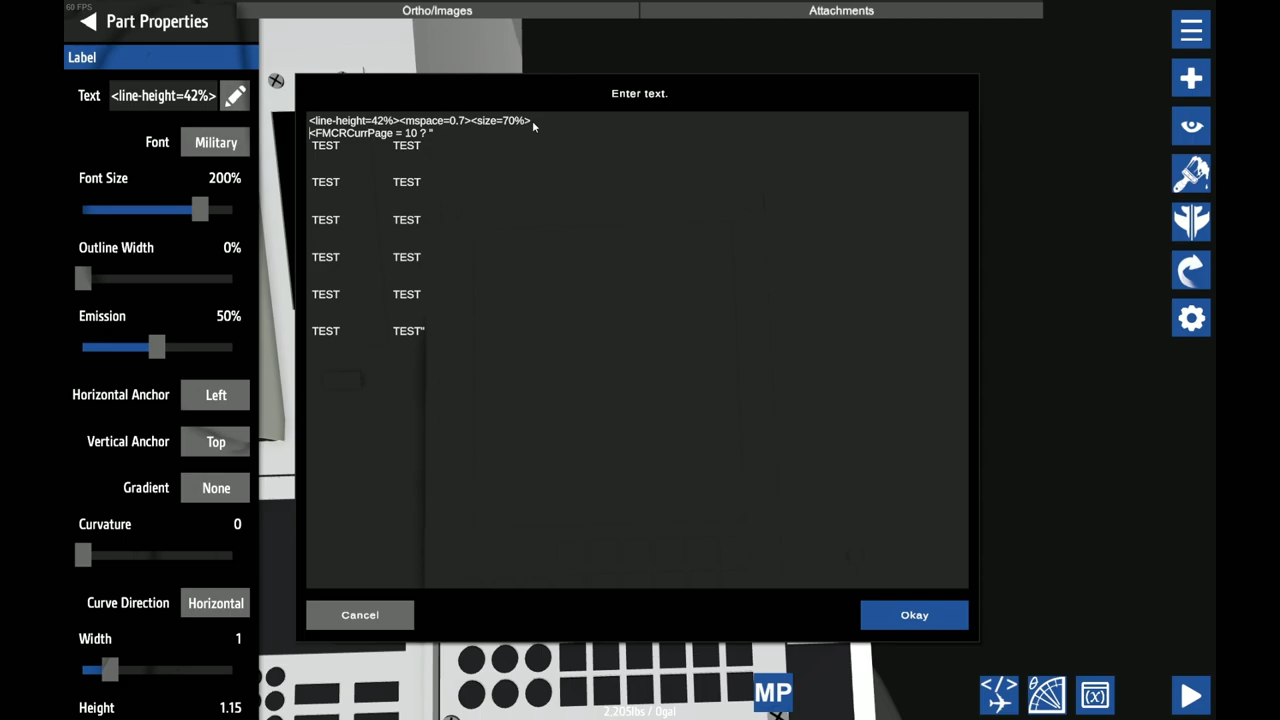 60 FPS
Part Properties
Ortho/Images
Attachments
Label
Text
<line-height=42%>
Font
Military
Font Size
200%
Outline Width
0%
Emission
50%
Horizontal Anchor
Left
Vertical Anchor
Top
Gradient
None
Curvature
0
Curve Direction
Horizontal
Width
1
Height
1.15
Enter text.
<line-height=42%><mspace=0.7><size=70%>
<FMCRCurrPage = 10 ? "
TEST TEST
TEST TEST
TEST TEST
TEST TEST
TEST TEST
TEST TEST"
Cancel
Okay
MP
2,205lbs / 0gal